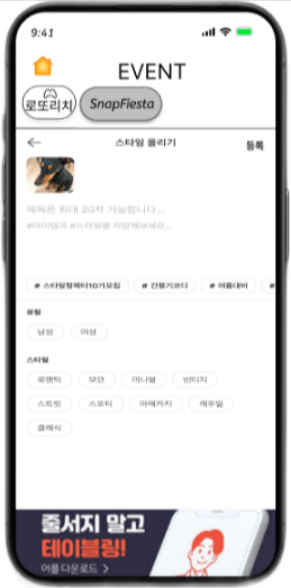 9:41
EVENT
로또리치 SnapFiesta
스타일 올리기 등록
제목은 최대 20자 가능합니다...
#아이템과 #스타일을 자랑해보세요...
# 스타일링렉터10기모집 # 간절기코디 # 여름대비 #
유형
남성 여성
스타일
로맨틱 모던 미니멀 빈티지
스트릿 스포티 아메카지 캐주얼
클래식
줄서지 말고
테이블링!
어플 다운로드 >